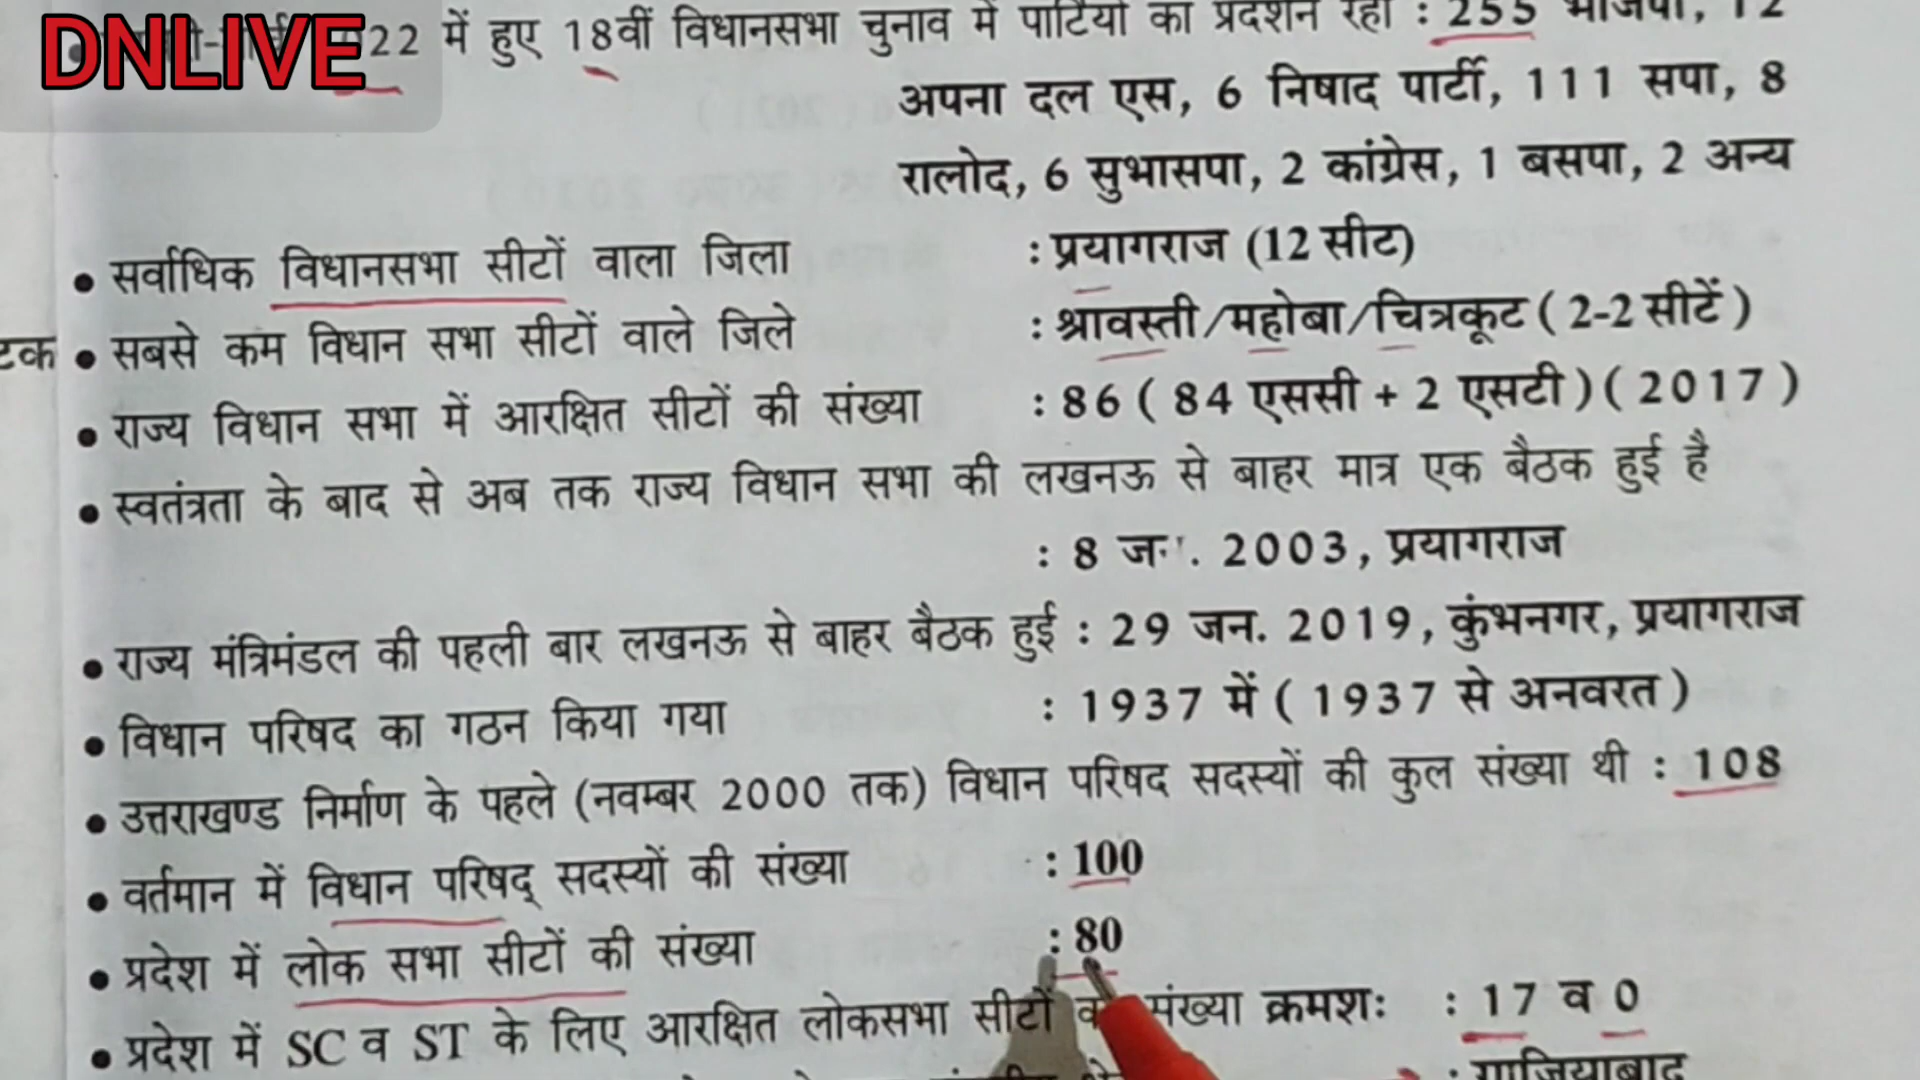 DNLIVE
22 में हुए 18वीं विधानसभा चुनाव में पार्टियों का प्रदर्शन रहा : 255 भाजपा, 12
अपना दल एस, 6 निषाद पार्टी, 111 सपा, 8
रालोद, 6 सुभासपा, 2 कांग्रेस, 1 बसपा, 2 अन्य
• सर्वाधिक विधानसभा सीटों वाला जिला : प्रयागराज (12 सीट)
टक • सबसे कम विधान सभा सीटों वाले जिले : श्रावस्ती/महोबा/चित्रकूट ( 2-2 सीटें )
• राज्य विधान सभा में आरक्षित सीटों की संख्या : 86 ( 84 एससी + 2 एसटी ) ( 2017 )
• स्वतंत्रता के बाद से अब तक राज्य विधान सभा की लखनऊ से बाहर मात्र एक बैठक हुई है
: 8 . 2003, प्रयागराज
• राज्य मंत्रिमंडल की पहली बार लखनऊ से बाहर बैठक हुई : 29 जन. 2019, कुंभनगर, प्रयागराज
• विधान परिषद का गठन किया गया : 1937 में ( 1937 से अनवरत )
• उत्तराखण्ड निर्माण के पहले (नवम्बर 2000 तक) विधान परिषद सदस्यों की कुल संख्या थी : 108
• वर्तमान में विधान परिषद् सदस्यों की संख्या : 100
• प्रदेश में लोक सभा सीटों की संख्या : 80
• प्रदेश में SC व ST के लिए आरक्षित लोकसभा सीटों संख्या क्रमशः : 17 व 0
: गाजियाबाद